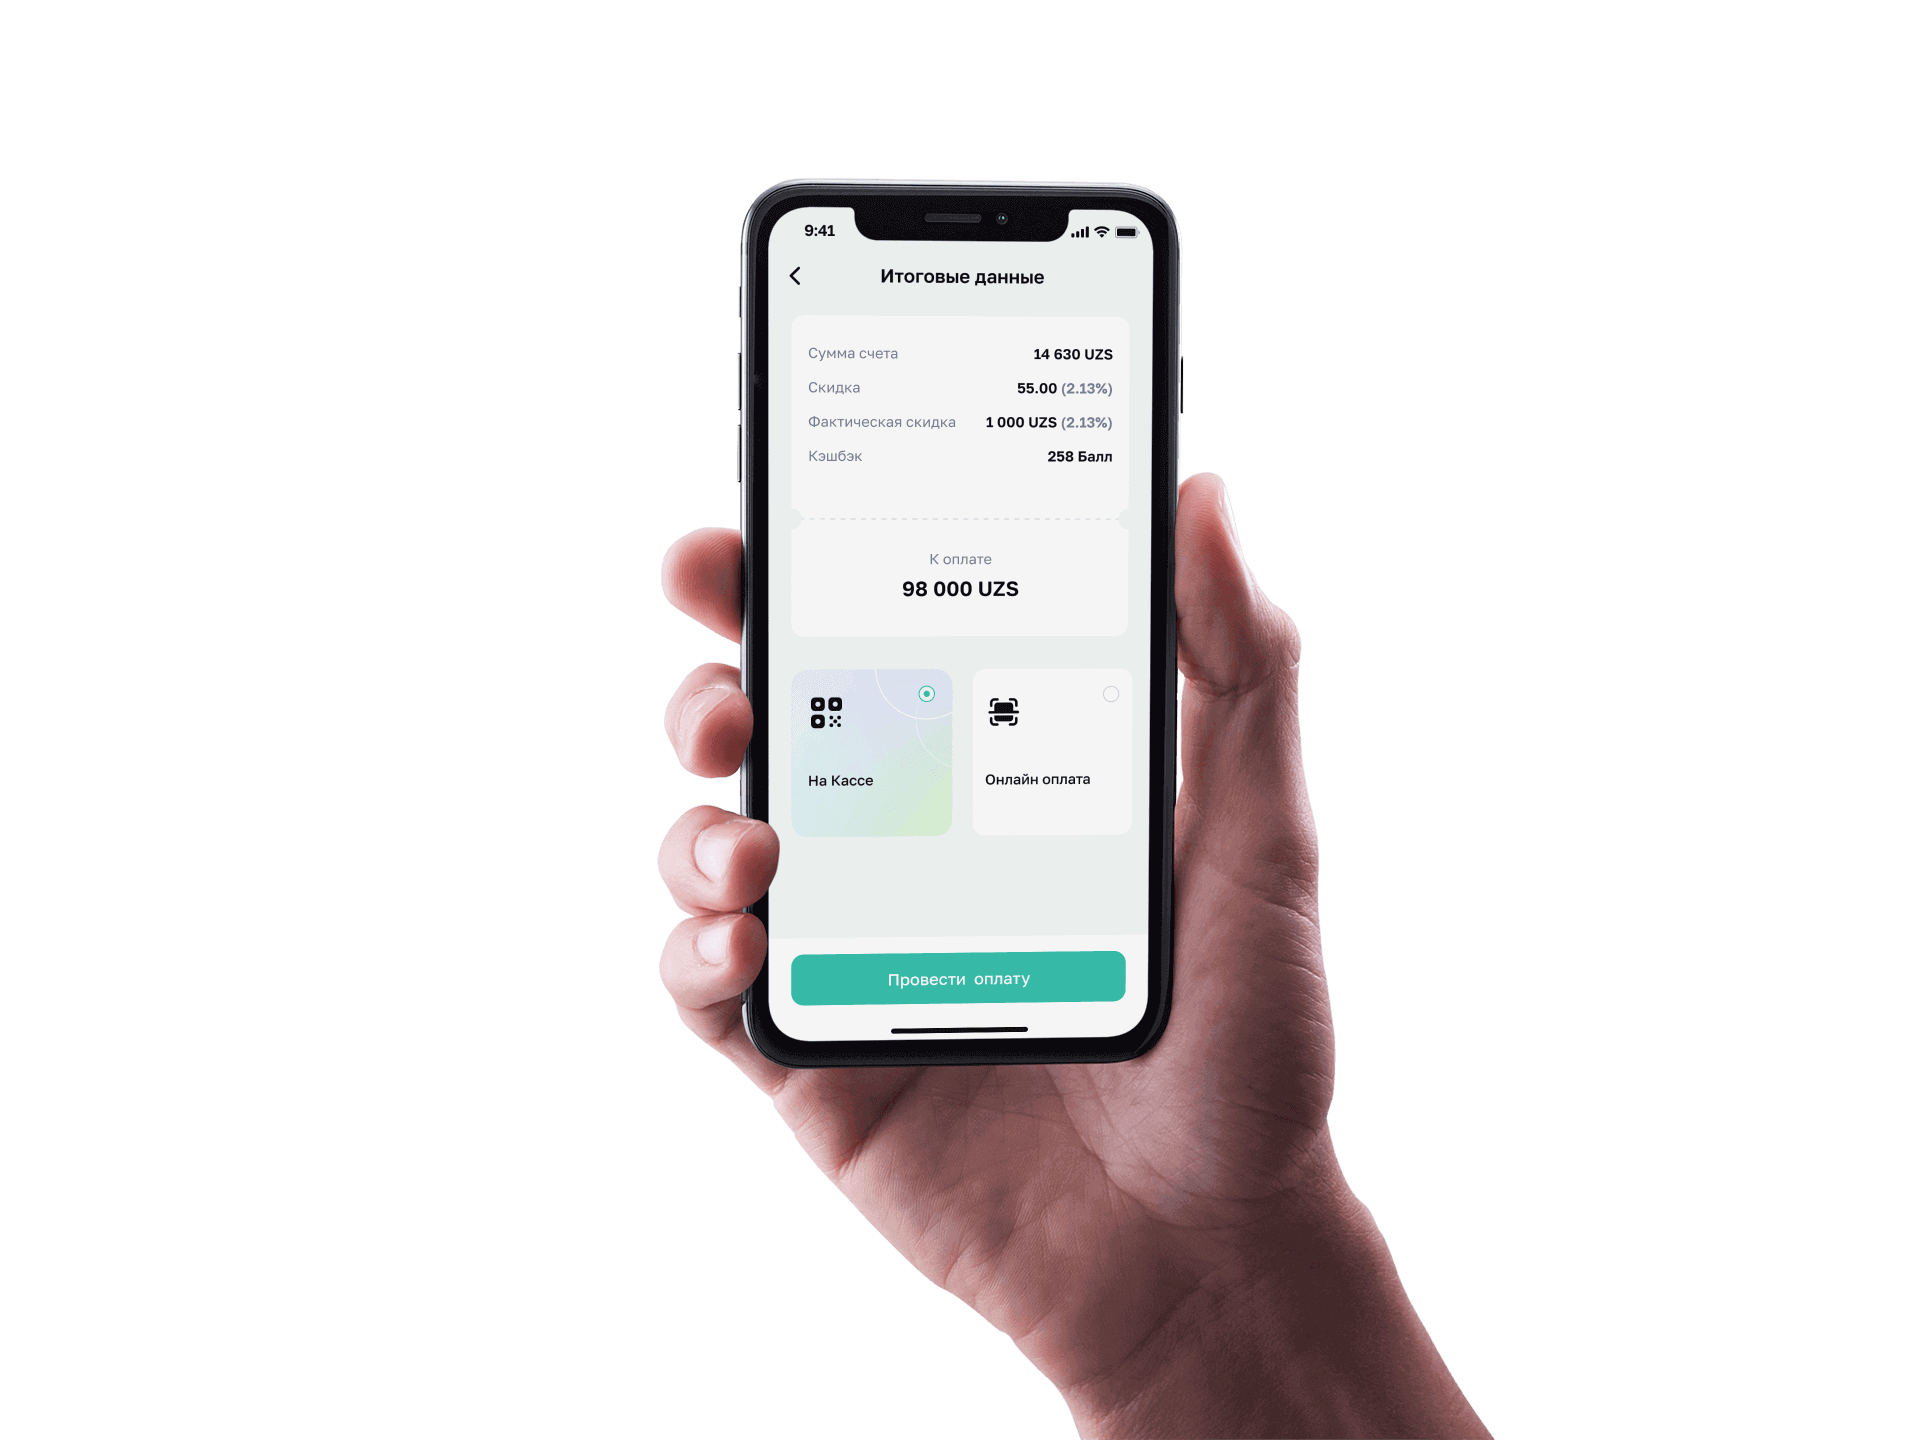 9:41
Итоговые данные
Сумма счета 14 630 UZS
Скидка 55.00 (2.13%)
Фактическая скидка 1 000 UZS (2.13%)
Кэшбэк 258 Балл
К оплате
98 000 UZS
На Кассе
Онлайн оплата
Провести оплату